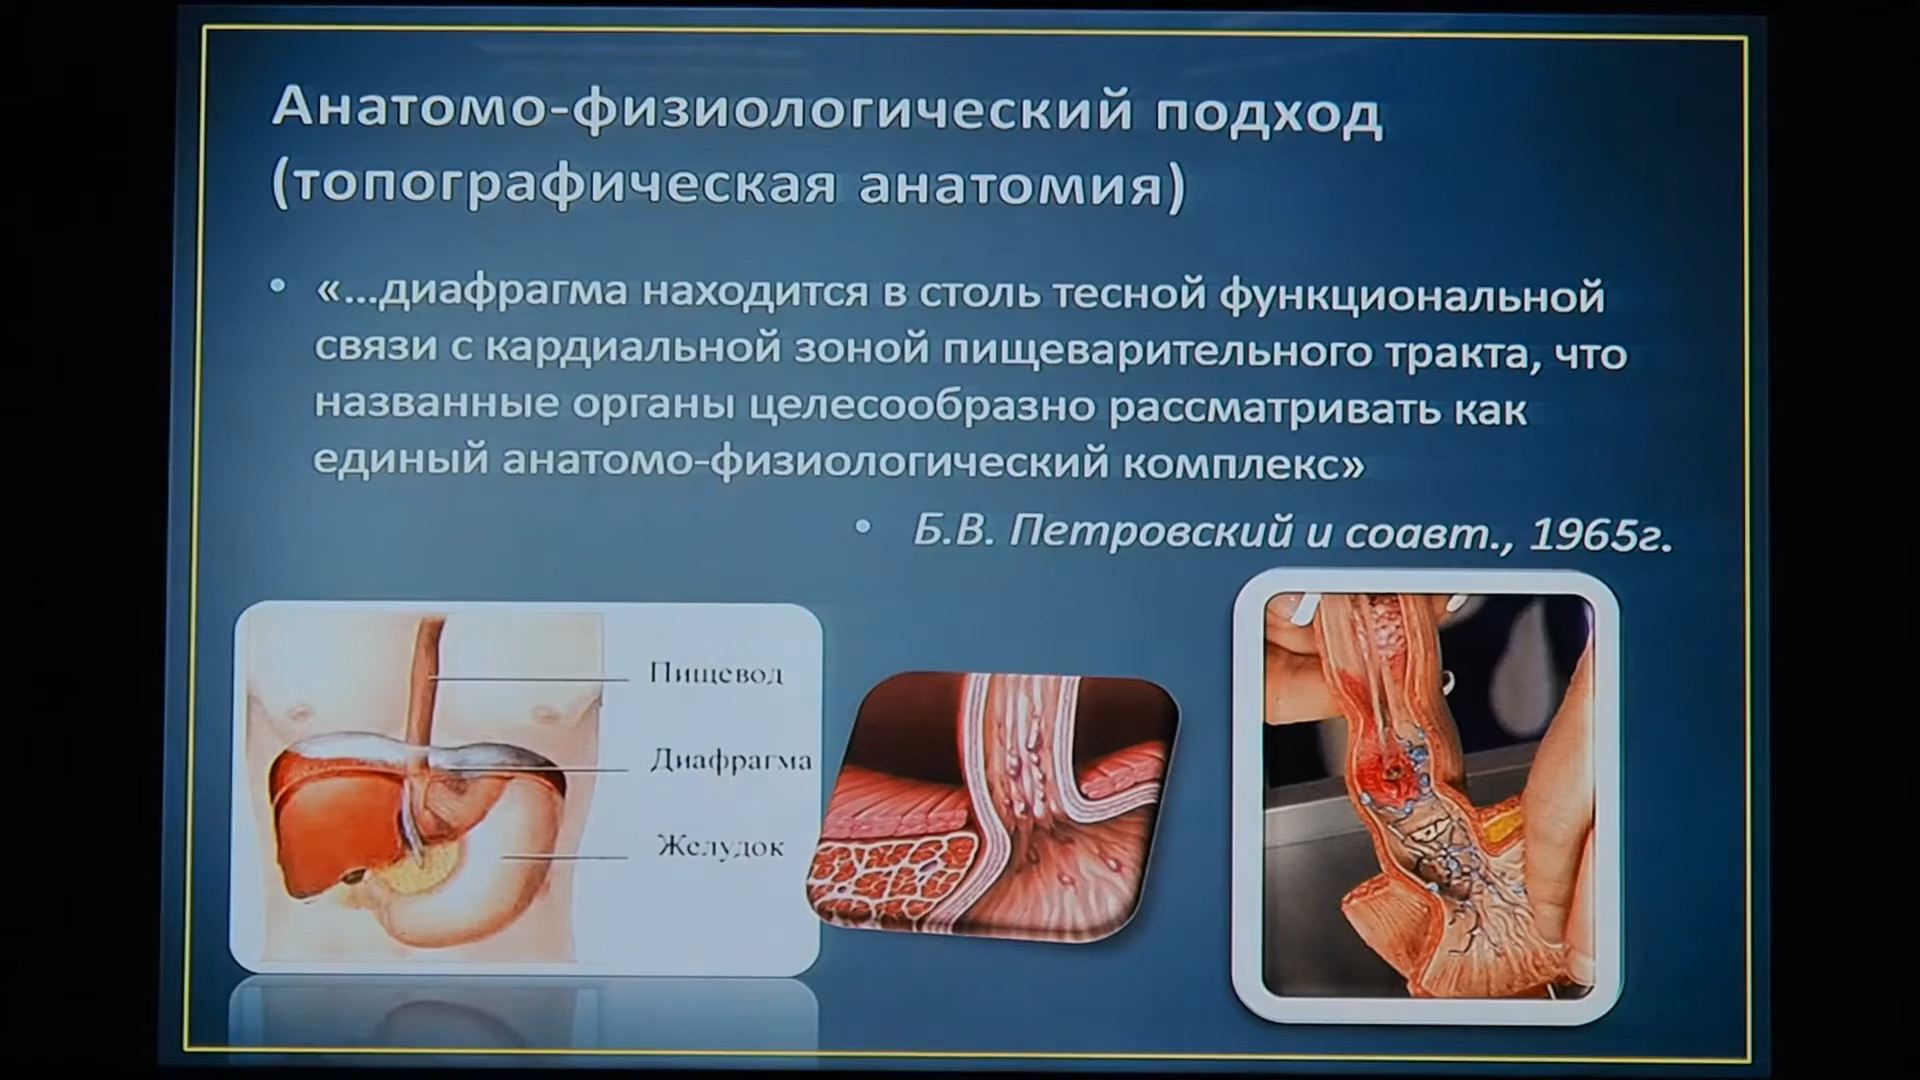 Анатомо-физиологический подход
(топографическая анатомия)
• «...диафрагма находится в столь тесной функциональной
связи с кардиальной зоной пищеварительного тракта, что
названные органы целесообразно рассматривать как
единый анатомо-физиологический комплекс»
• Б.В. Петровский и соавт., 1965г.
Пищевод
Диафрагма
Желудок